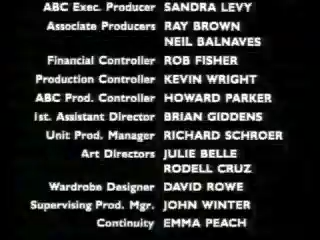 ABC Exec. Producer SANDRA LEVY
Associate Producers RAY BROWN
NEIL BALNAVES
Financial Controller ROB FISHER
Production Controller KEVIN WRIGHT
ABC Prod. Controller HOWARD PARKER
1st. Assistant Director BRIAN GIDDENS
Unit Prod. Manager RICHARD SCHROER
Art Directors JULIE BELLE
RODELL CRUZ
Wardrobe Designer DAVID ROWE
Supervising Prod. Mgr. JOHN WINTER
Continuity EMMA PEACH